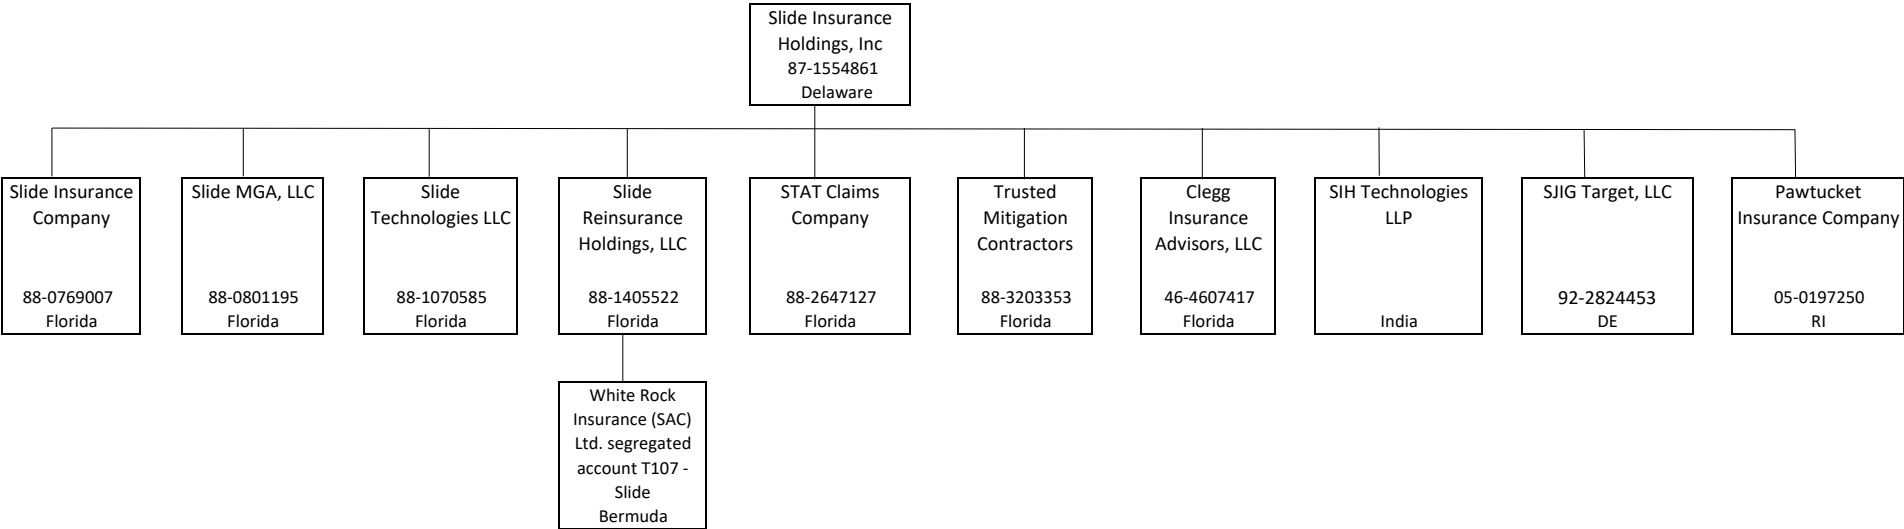 Slide Insurance
Holdings, Inc
87-1554861
Delaware
Slide Insurance
Company
88-0769007
Florida
Slide MGA, LLC
88-0801195
Florida
Slide
Technologies LLC
88-1070585
Florida
Slide
Reinsurance
Holdings, LLC
88-1405522
Florida
STAT Claims
Company
88-2647127
Florida
Trusted
Mitigation
Contractors
88-3203353
Florida
Clegg
Insurance
Advisors, LLC
46-4607417
Florida
SIH Technologies
LLP
India
SJIG Target, LLC
92-2824453
DE
Pawtucket
Insurance Company
05-0197250
RI
White Rock
Insurance (SAC)
Ltd. segregated
account T107 -
Slide
Bermuda